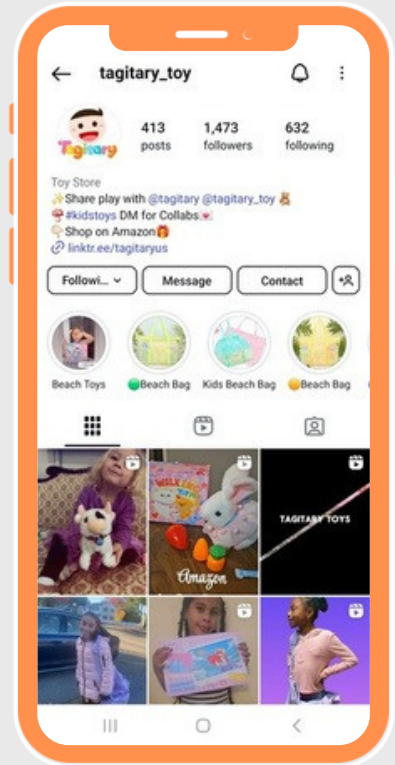 tagitary_toy
Tagitary
413 1,473 632
posts followers following
Toy Store
✨Share play with @tagitary @tagitary_toy 🧸
#kidstoys DM for Collabs💌
Shop on Amazon🎁
linktr.ee/tagitaryus
Followi... Message Contact
Beach Toys 🟢Beach Bag Kids Beach Bag 🟡Beach Bag
WALK ALONG
Amazon
TAGITARY TOYS